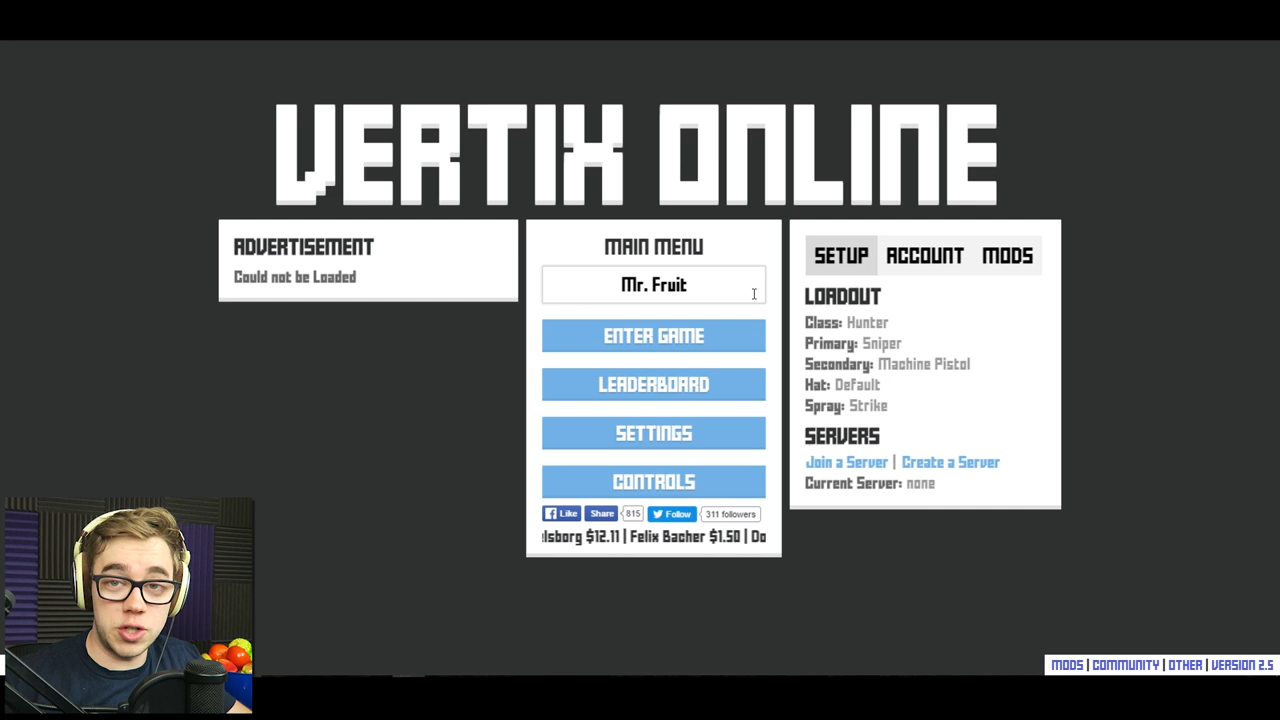 VERTIX ONLINE
ADVERTISEMENT
Could not be Loaded
MAIN MENU
Mr. Fruit
ENTER GAME
LEADERBOARD
SETTINGS
CONTROLS
Like Share 815 Follow 311 followers
lsborg $12.11 | Felix Bacher $1.50 | Do
SETUP ACCOUNT MODS
LOADOUT
Class: Hunter
Primary: Sniper
Secondary: Machine Pistol
Hat: Default
Spray: Strike
SERVERS
Join a Server | Create a Server
Current Server: none
MODS | COMMUNITY | OTHER | VERSION 2.5